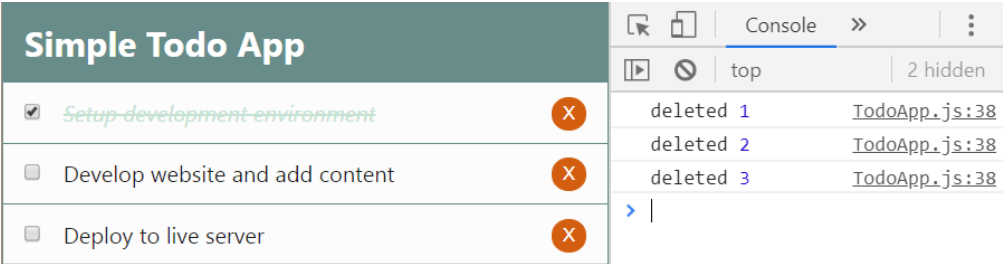 Simple Todo App
Setup development environment X
Develop website and add content X
Deploy to live server X
Console »
top 2 hidden
deleted 1 TodoApp.js:38
deleted 2 TodoApp.js:38
deleted 3 TodoApp.js:38
>